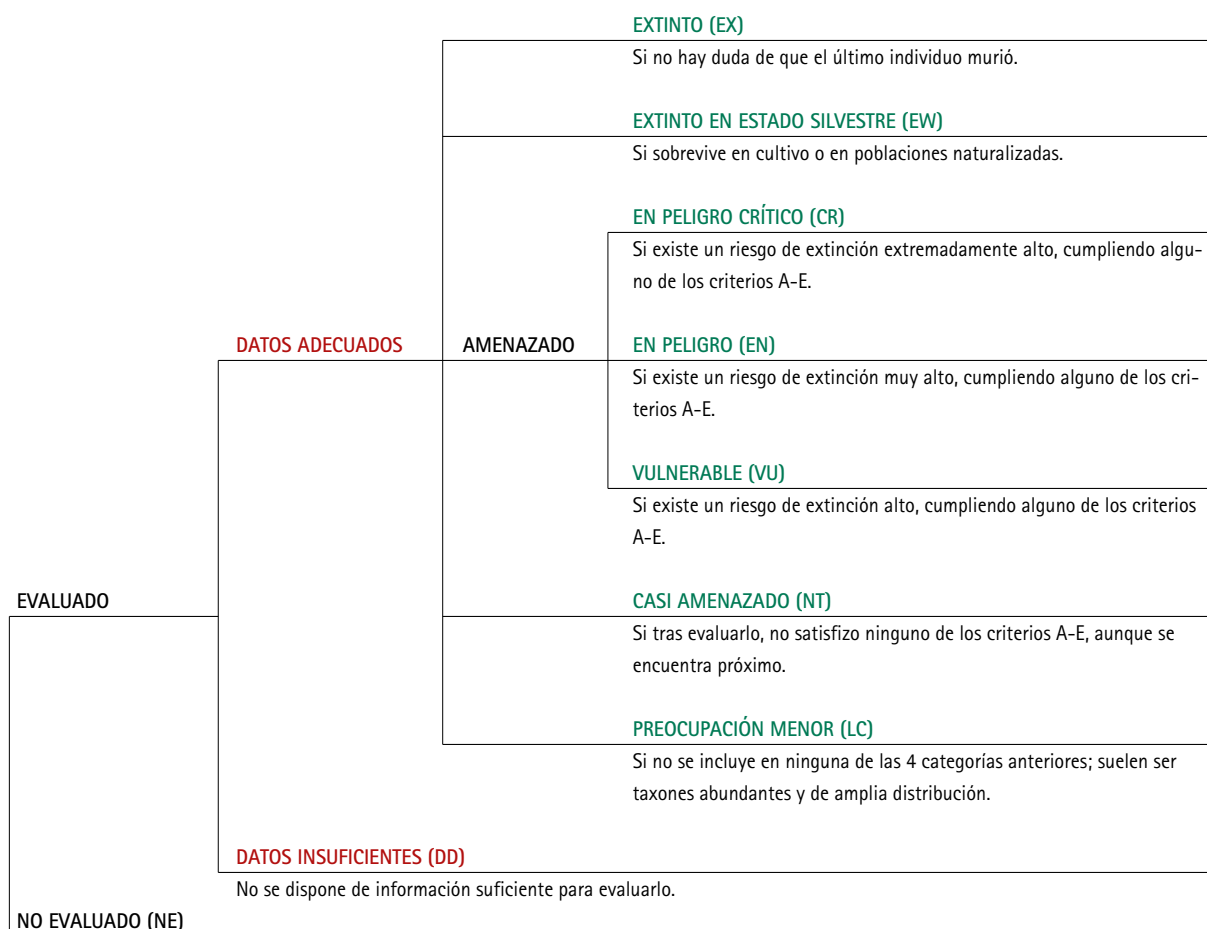 EXTINTO (EX)
Si no hay duda de que el último individuo murió.
EXTINTO EN ESTADO SILVESTRE (EW)
Si sobrevive en cultivo o en poblaciones naturalizadas.
EN PELIGRO CRÍTICO (CR)
Si existe un riesgo de extinción extremadamente alto, cumpliendo algu-
no de los criterios A-E.
DATOS ADECUADOS
AMENAZADO
EN PELIGRO (EN)
Si existe un riesgo de extinción muy alto, cumpliendo alguno de los cri-
terios A-E.
VULNERABLE (VU)
Si existe un riesgo de extinción alto, cumpliendo alguno de los criterios
A-E.
EVALUADO
CASI AMENAZADO (NT)
Si tras evaluarlo, no satisfizo ninguno de los criterios A-E, aunque se
encuentra próximo.
PREOCUPACIÓN MENOR (LC)
Si no se incluye en ninguna de las 4 categorías anteriores; suelen ser
taxones abundantes y de amplia distribución.
DATOS INSUFICIENTES (DD)
No se dispone de información suficiente para evaluarlo.
NO EVALUADO (NE)